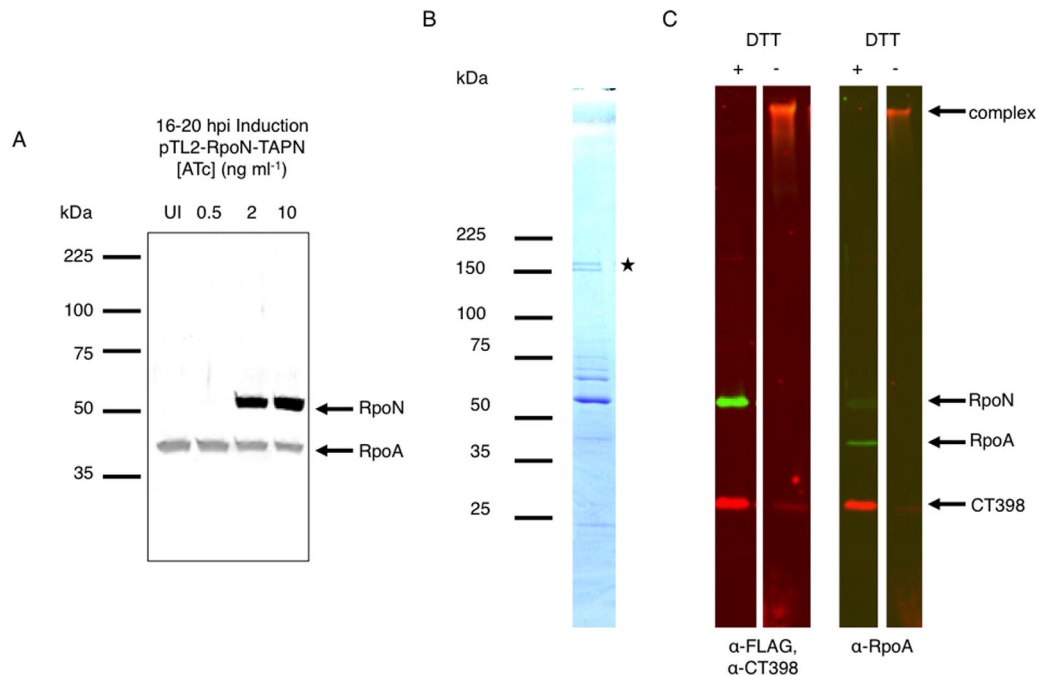 A
16-20 hpi Induction
pTL2-RpoN-TAPN
[ATc] (ng ml⁻¹)
kDa
UI 0.5 2 10
225
100
75
50
35
RpoN
RpoA
B
kDa
225
150
100
75
50
35
25
★
C
DTT DTT
+ - + -
complex
RpoN
RpoA
CT398
α-FLAG,
α-CT398
α-RpoA